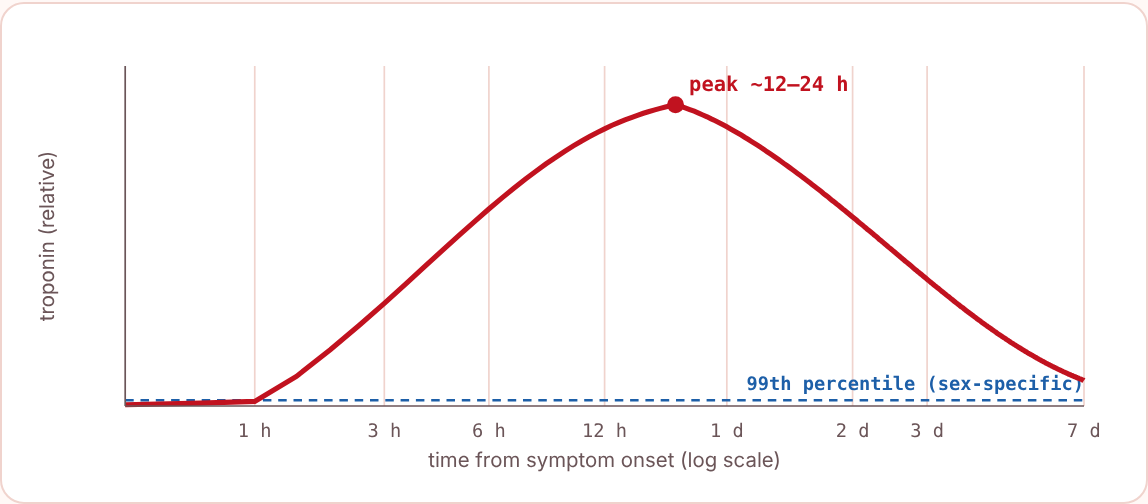 peak ~12–24 h
troponin (relative)
99th percentile (sex-specific)
1 h
3 h
6 h
12 h
1 d
2 d
3 d
7 d
time from symptom onset (log scale)